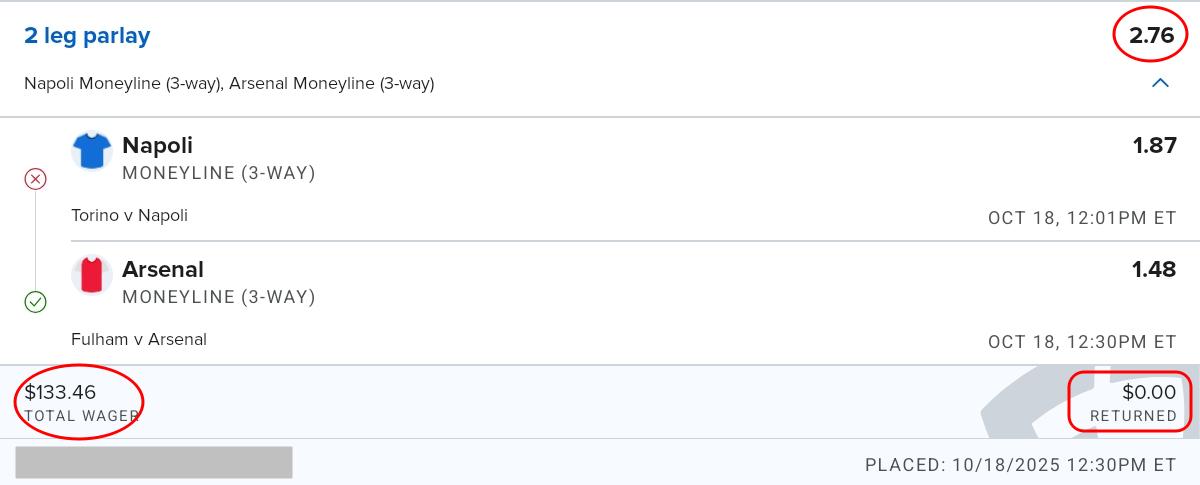 2 leg parlay
2.76
Napoli Moneyline (3-way), Arsenal Moneyline (3-way)
Napoli
1.87
MONEYLINE (3-WAY)
Torino v Napoli
OCT 18, 12:01PM ET
Arsenal
1.48
MONEYLINE (3-WAY)
Fulham v Arsenal
OCT 18, 12:30PM ET
$133.46
$0.00
TOTAL WAGER
RETURNED
PLACED: 10/18/2025 12:30PM ET